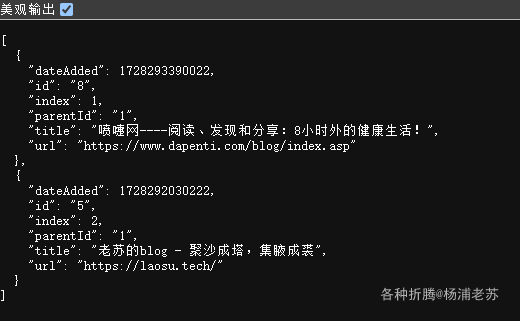 美观输出
[
  {
    "dateAdded": 1728293390022,
    "id": "8",
    "index": 1,
    "parentId": "1",
    "title": "喷嚏网----阅读、发现和分享：8小时外的健康生活！",
    "url": "https://www.dapenti.com/blog/index.asp"
  },
  {
    "dateAdded": 1728292030222,
    "id": "5",
    "index": 2,
    "parentId": "1",
    "title": "老苏的blog - 聚沙成塔，集腋成裘",
    "url": "https://laosu.tech/"
  }
]
各种折腾@杨浦老苏